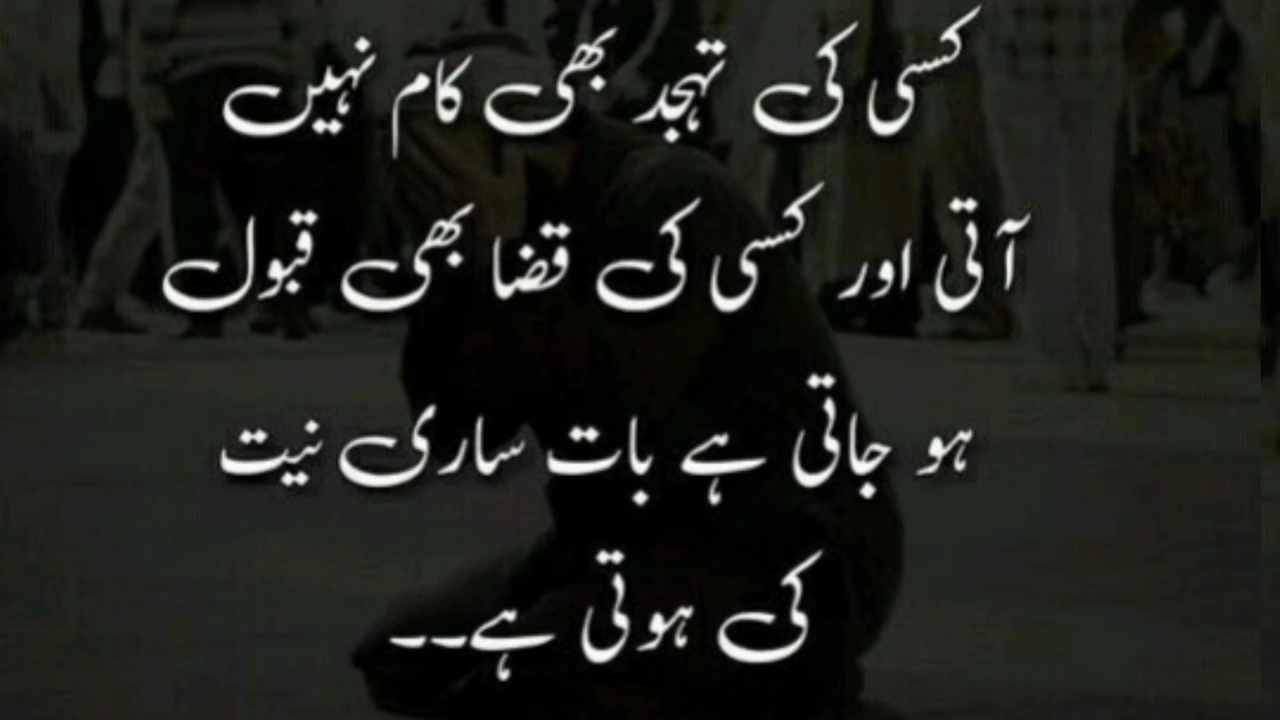 کسی کی تہجد بھی کام نہیں
آتی اور کسی کی قضا بھی قبول
ہو جاتی ہے بات ساری نیت
کی ہوتی ہے۔۔